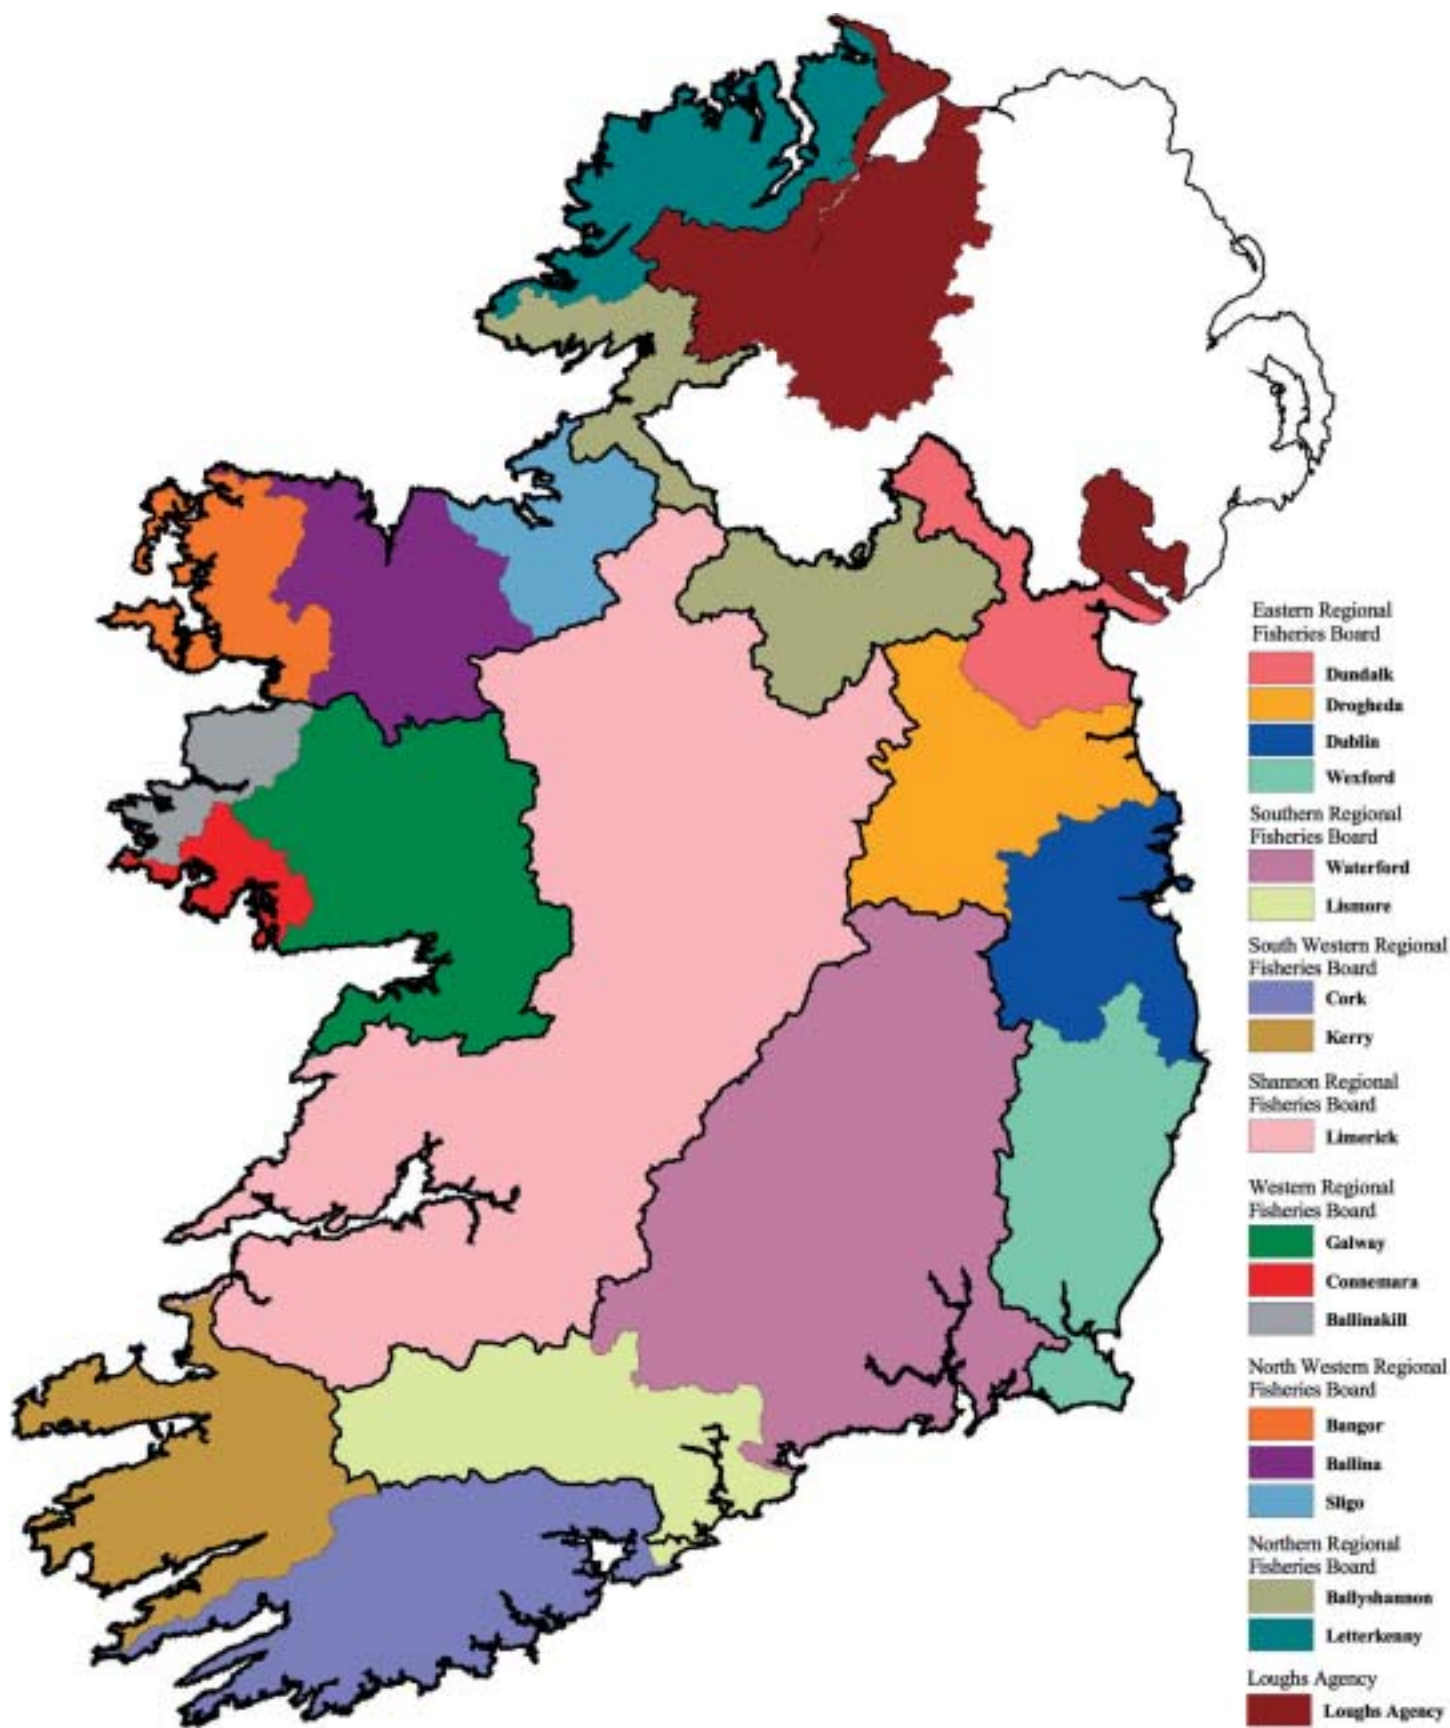 Eastern Regional
Fisheries Board
Dundalk
Drogheda
Dublin
Wexford
Southern Regional
Fisheries Board
Waterford
Lismore
South Western Regional
Fisheries Board
Cork
Kerry
Shannon Regional
Fisheries Board
Limerick
Western Regional
Fisheries Board
Galway
Connemara
Ballinakill
North Western Regional
Fisheries Board
Bangor
Ballina
Sligo
Northern Regional
Fisheries Board
Ballyshannon
Letterkenny
Loughs Agency
Loughs Agency